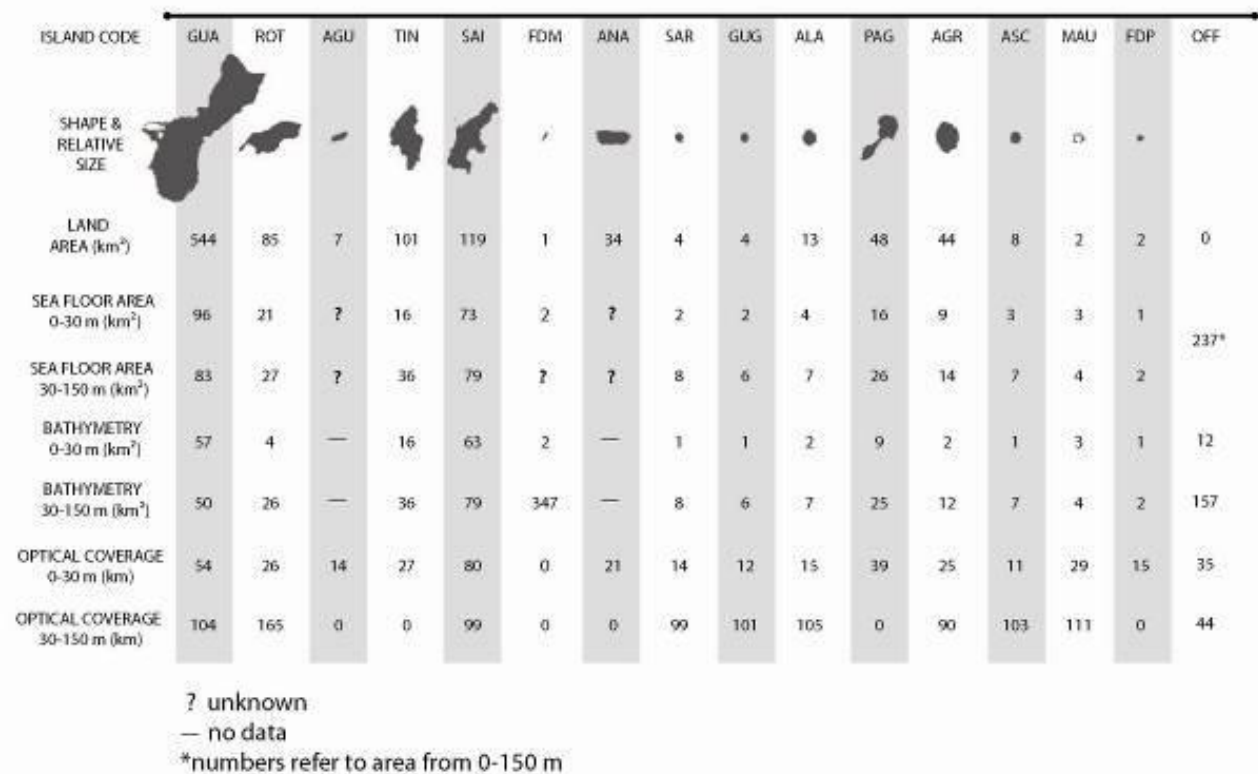 ISLAND CODE GUA ROT AGU TIN SAI FDM ANA SAR GUG ALA PAG AGR ASC MAU FDP OFF
SHAPE &
RELATIVE
SIZE
LAND
AREA (km²) 544 85 7 101 119 1 34 4 4 13 48 44 8 2 2 0
SEA FLOOR AREA
0-30 m (km²) 96 21 ? 16 73 2 ? 2 2 4 16 9 3 3 1
237*
SEA FLOOR AREA
30-150 m (km²) 83 27 ? 36 79 ? ? 8 6 7 26 14 7 4 2
BATHYMETRY
0-30 m (km²) 57 4 — 16 63 2 — 1 1 2 9 2 1 3 1 12
BATHYMETRY
30-150 m (km²) 50 26 — 36 79 347 — 8 6 7 25 12 7 4 2 157
OPTICAL COVERAGE
0-30 m (km) 54 26 14 27 80 0 21 14 12 15 39 25 11 29 15 35
OPTICAL COVERAGE
30-150 m (km) 104 165 0 0 99 0 0 99 101 105 0 90 103 111 0 44
? unknown
— no data
*numbers refer to area from 0-150 m